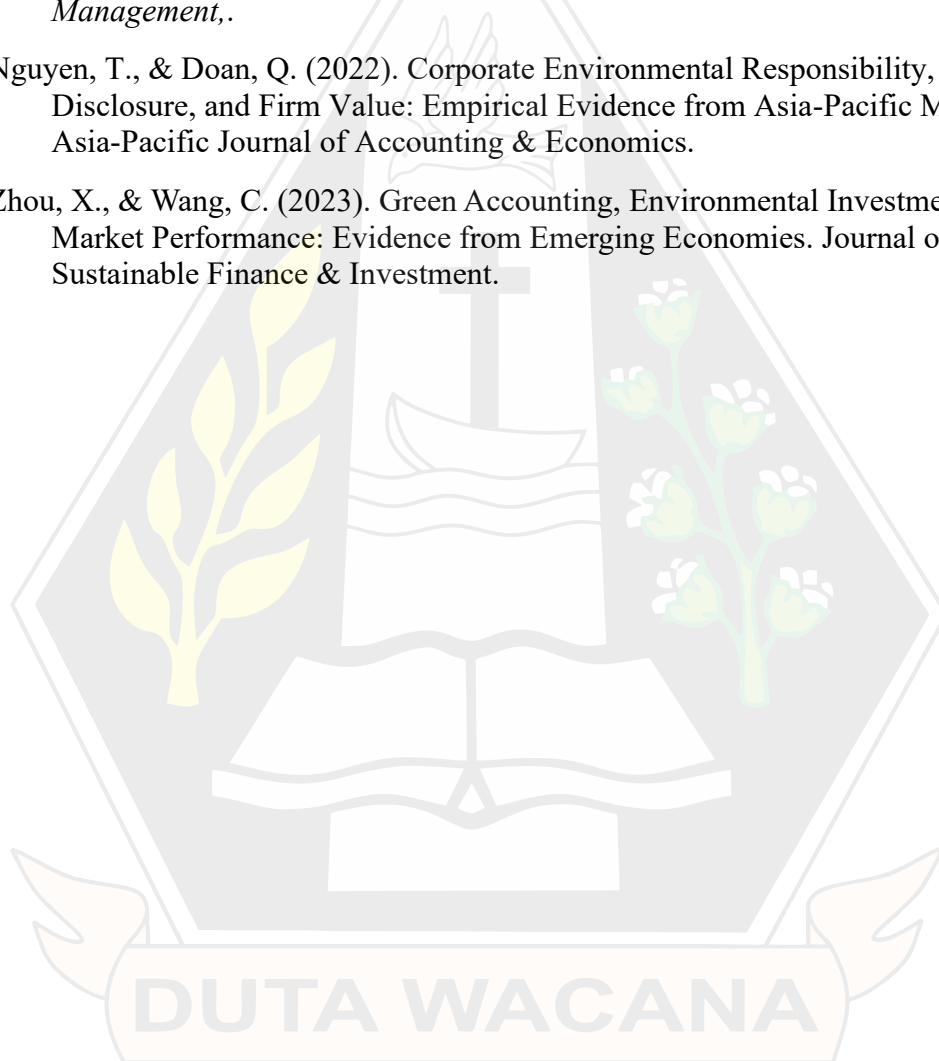 Management,.
Nguyen, T., & Doan, Q. (2022). Corporate Environmental Responsibility,
Disclosure, and Firm Value: Empirical Evidence from Asia-Pacific
Asia-Pacific Journal of Accounting & Economics.
Zhou, X., & Wang, C. (2023). Green Accounting, Environmental
Market Performance: Evidence from Emerging Economies. Journal
Sustainable Finance & Investment.
DUTA WACANA